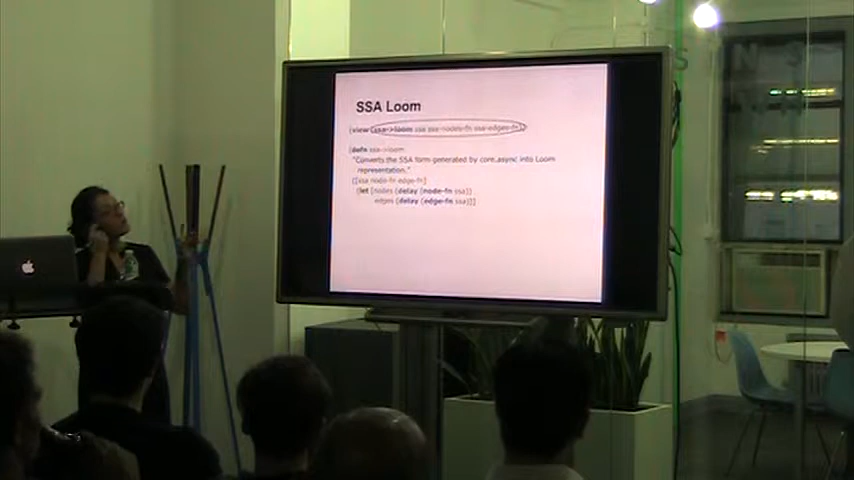 SSA Loom
(view (ssa->loom ssa ssa-nodes-fn ssa-edges-fn))
(defn ssa->loom
"Converts the SSA form generated by core.async into Loom
representation."
([ssa node-fn edge-fn]
(let [nodes (delay (node-fn ssa))
edges (delay (edge-fn ssa))]